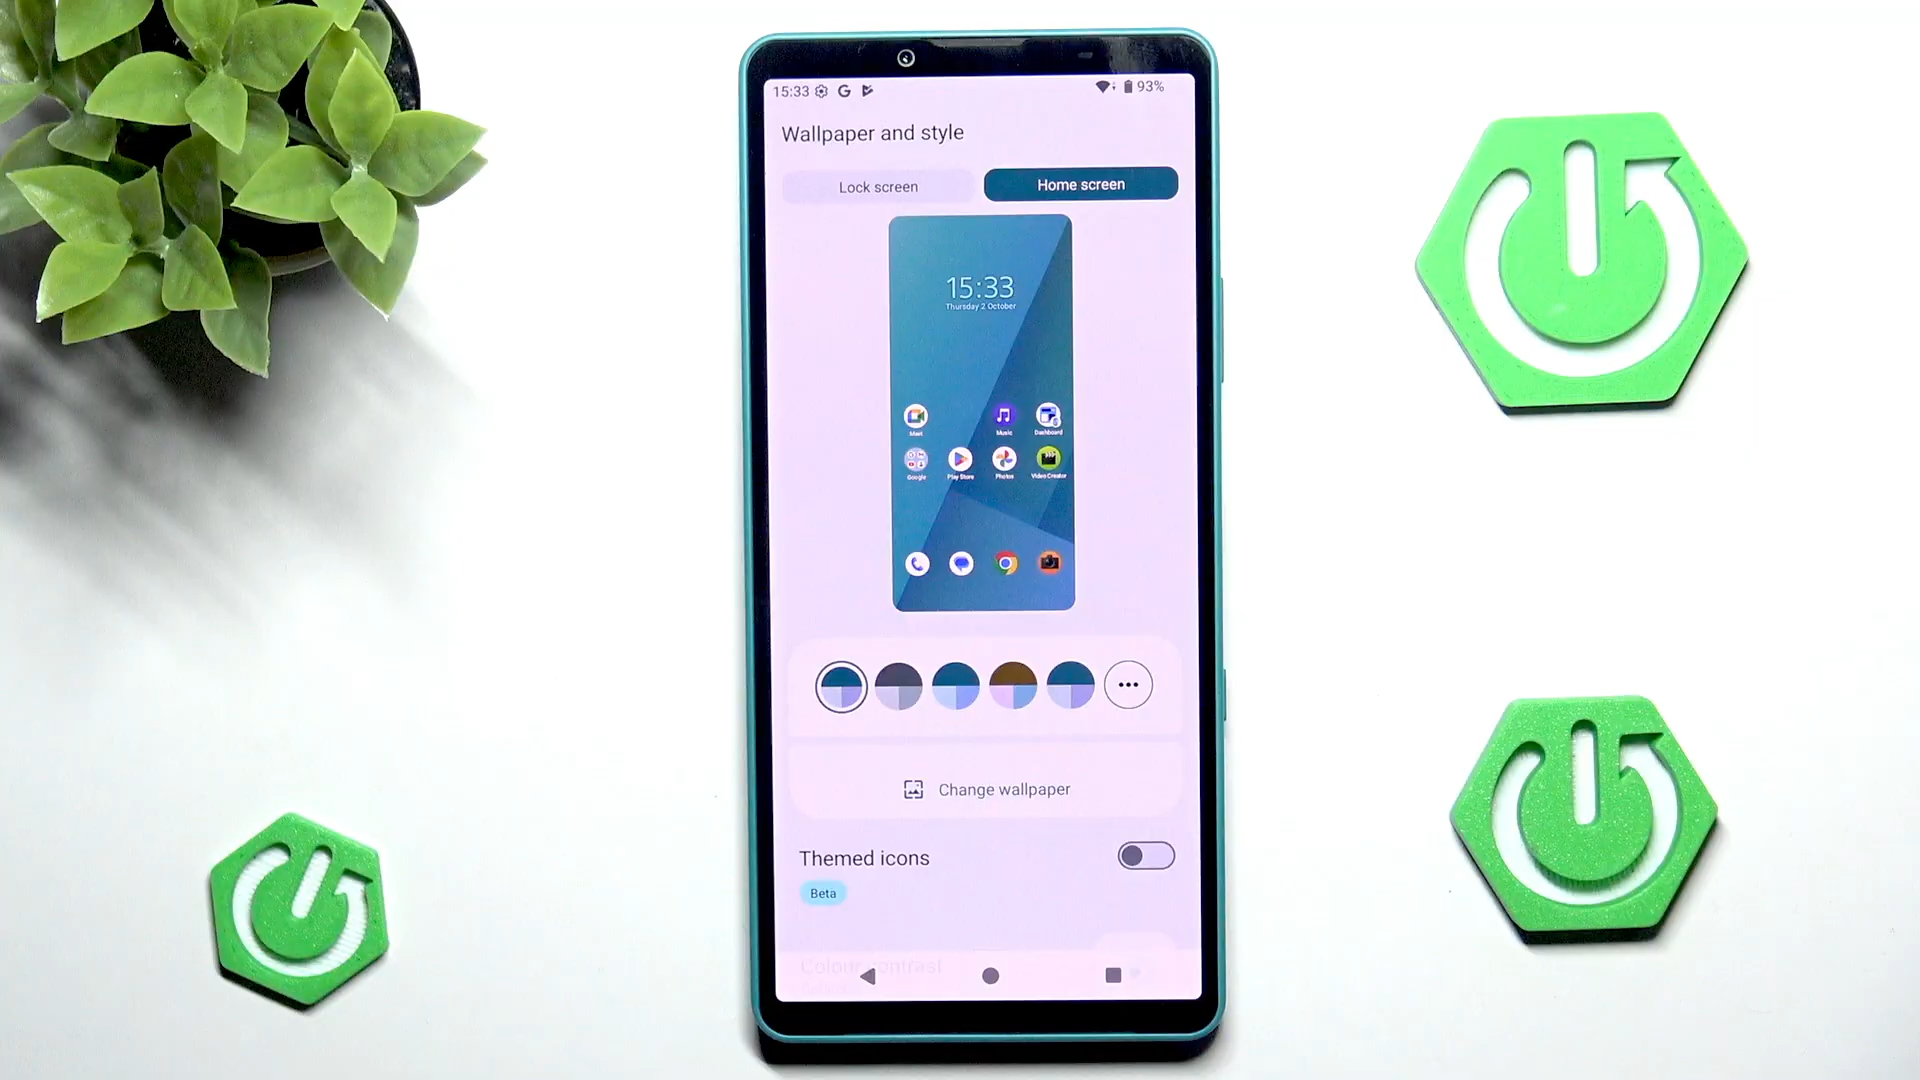 15:33
93%
Wallpaper and style
Lock screen
Home screen
15:33
Thursday 2 October
Meet
Music
Dashboard
Google
Play Store
Photos
Video Creator
Change wallpaper
Themed icons
Beta
Colour contrast